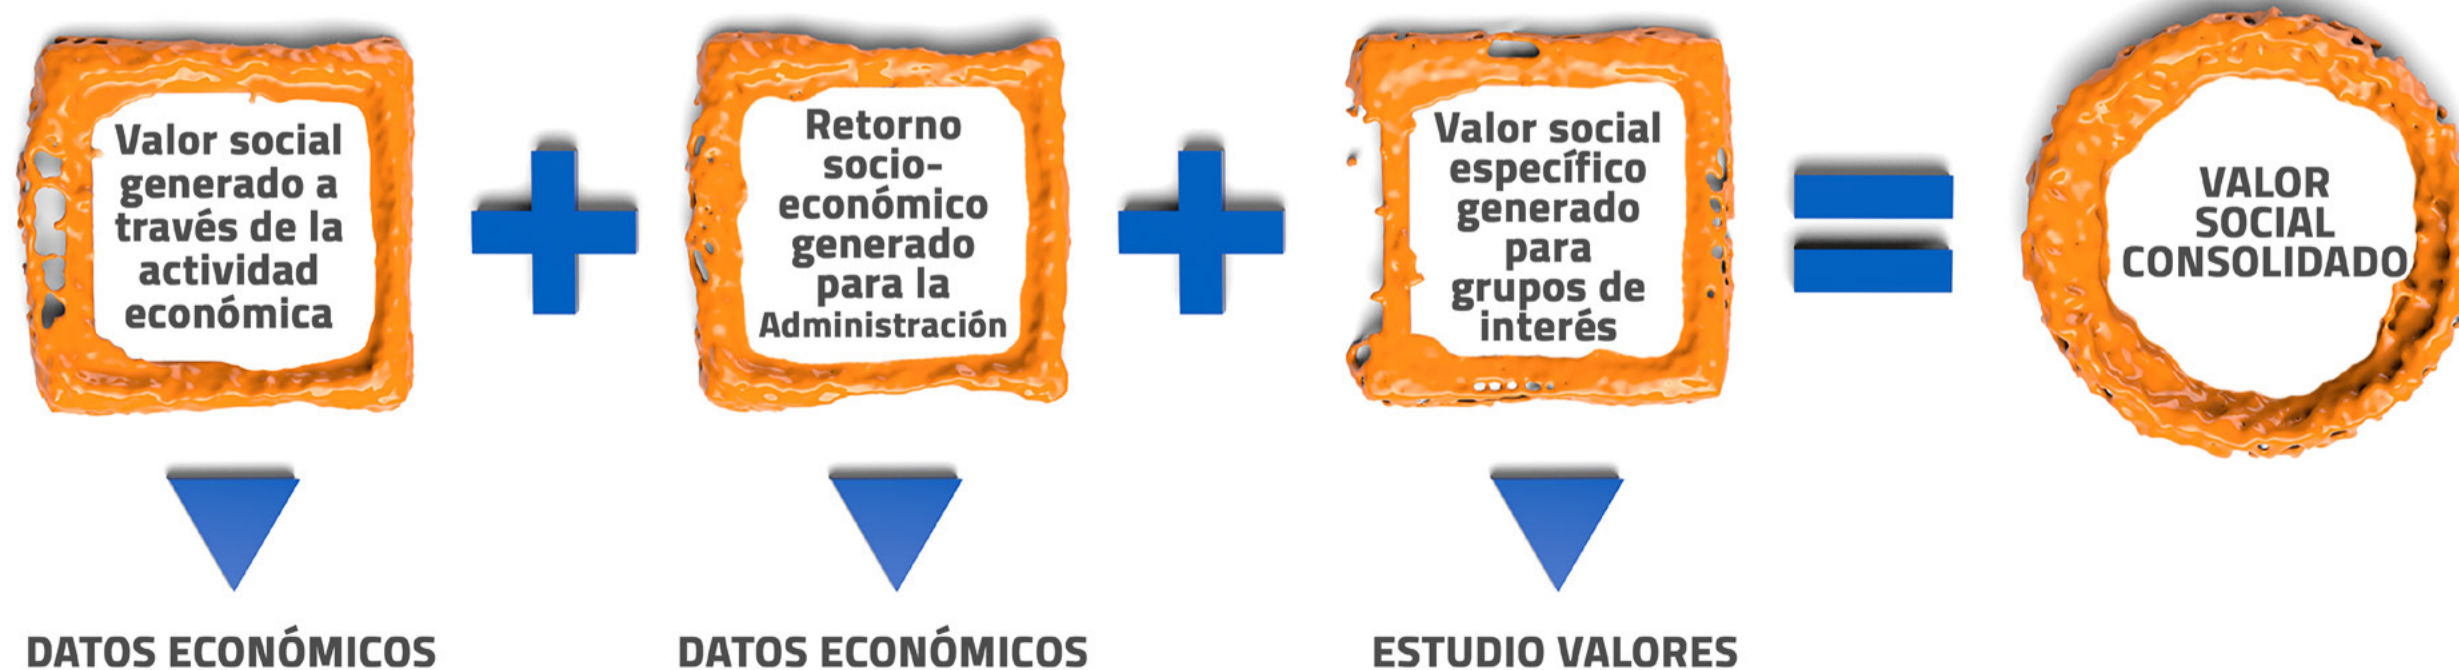 Valor social
generado a
través de la
actividad
económica
Retorno
socio-
económico
generado
para la
Administración
Valor social
específico
generado
para
grupos de
interés
VALOR
SOCIAL
CONSOLIDADO
DATOS ECONÓMICOS
DATOS ECONÓMICOS
ESTUDIO VALORES